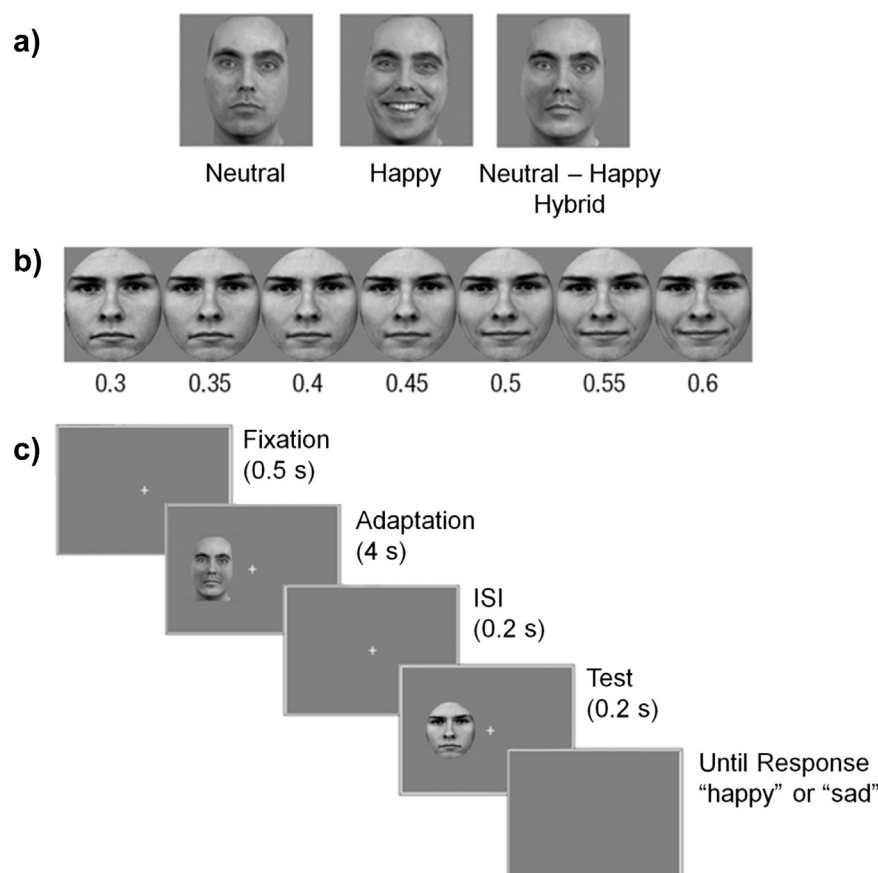 a)
Neutral
Happy
Neutral – Happy
Hybrid
b)
0.3 0.35 0.4 0.45 0.5 0.55 0.6
c)
Fixation
(0.5 s)
Adaptation
(4 s)
ISI
(0.2 s)
Test
(0.2 s)
Until Response
“happy” or “sad”